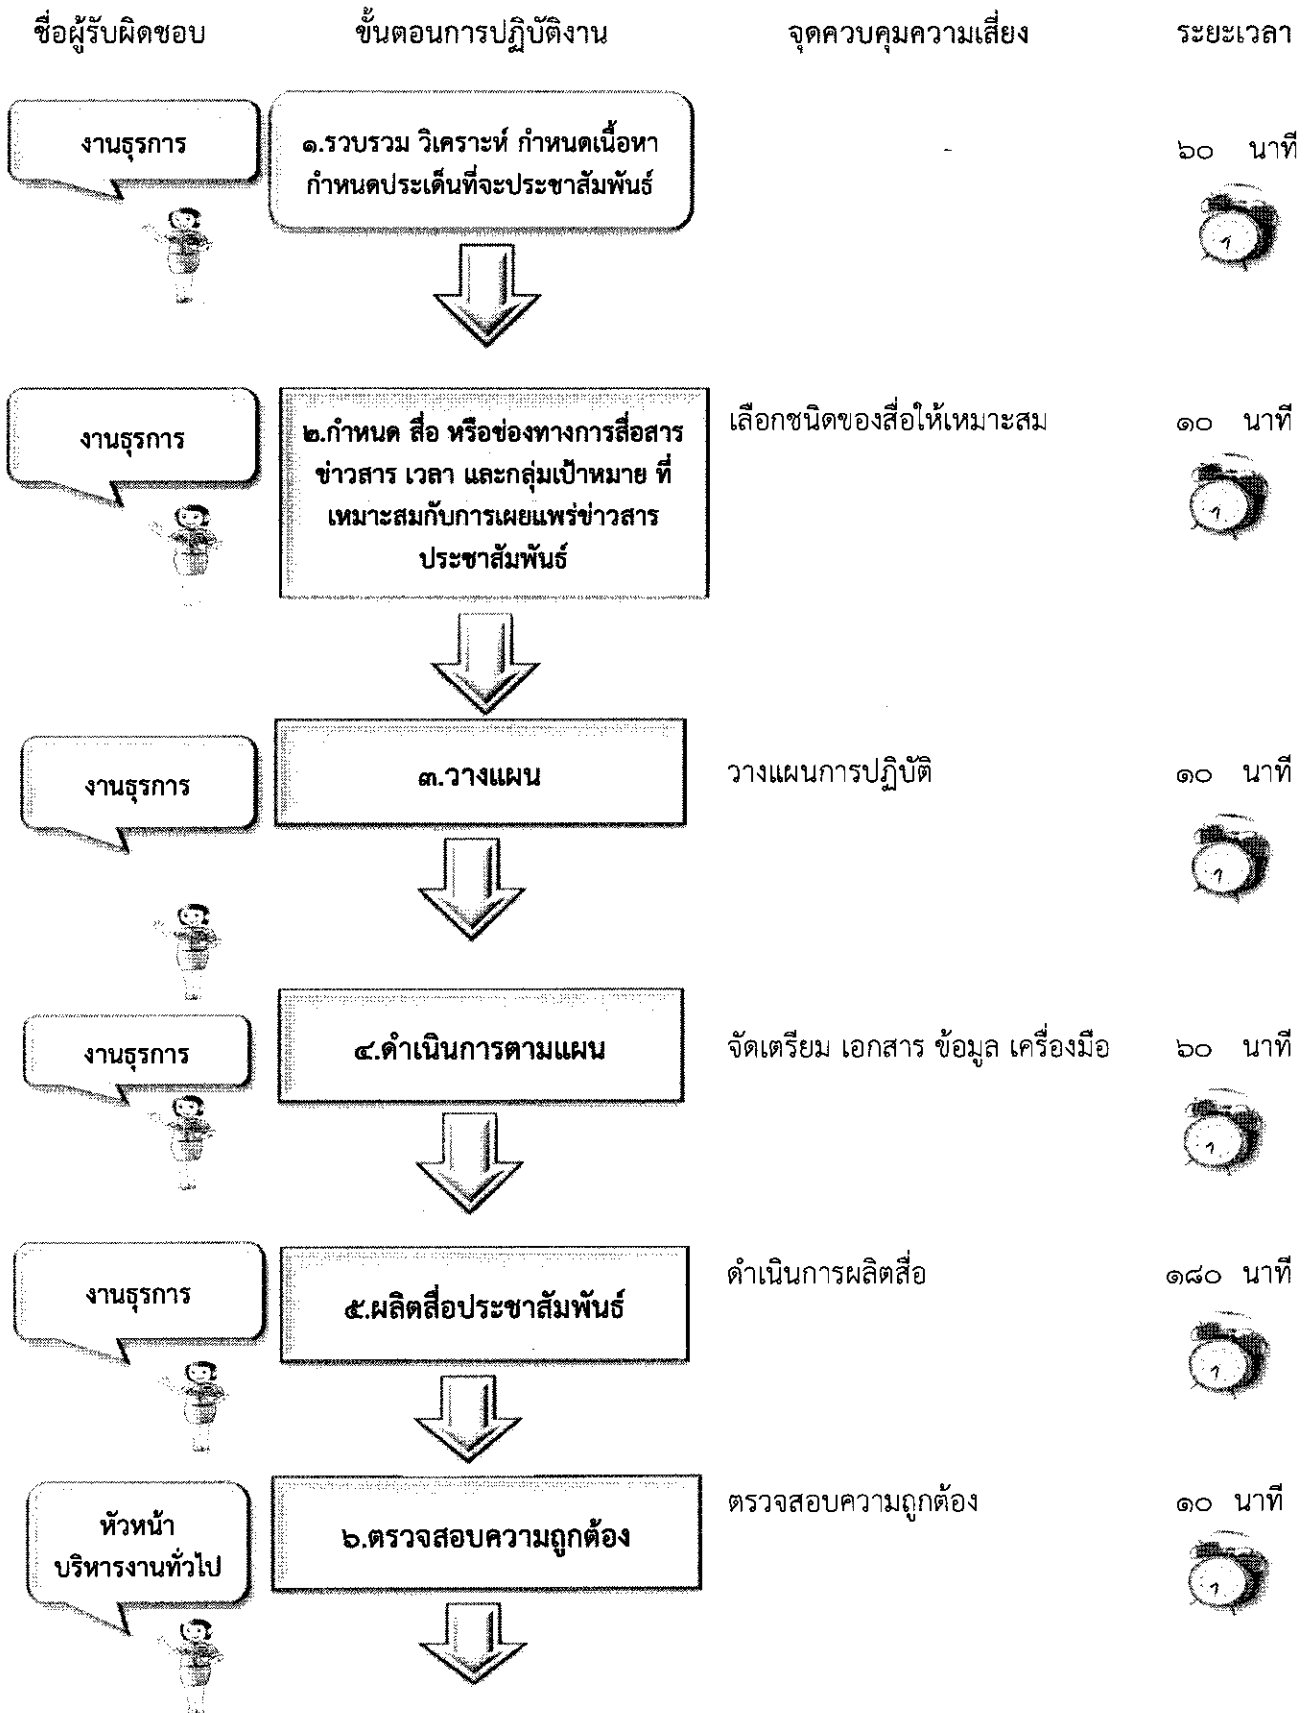 ชื่อผู้รับผิดชอบ ขั้นตอนการปฏิบัติงาน จุดควบคุมความเสี่ยง ระยะเวลา
งานธุรการ
๑.รวบรวม วิเคราะห์ กำหนดเนื้อหา
กำหนดประเด็นที่จะประชาสัมพันธ์
-
๖๐ นาที
งานธุรการ
๒.กำหนด สื่อ หรือช่องทางการสื่อสาร
ข่าวสาร เวลา และกลุ่มเป้าหมาย ที่
เหมาะสมกับการเผยแพร่ข่าวสาร
ประชาสัมพันธ์
เลือกชนิดของสื่อให้เหมาะสม
๑๐ นาที
งานธุรการ
๓.วางแผน
วางแผนการปฏิบัติ
๑๐ นาที
งานธุรการ
๔.ดำเนินการตามแผน
จัดเตรียม เอกสาร ข้อมูล เครื่องมือ
๖๐ นาที
งานธุรการ
๕.ผลิตสื่อประชาสัมพันธ์
ดำเนินการผลิตสื่อ
๑๘๐ นาที
หัวหน้า
บริหารงานทั่วไป
๖.ตรวจสอบความถูกต้อง
ตรวจสอบความถูกต้อง
๑๐ นาที